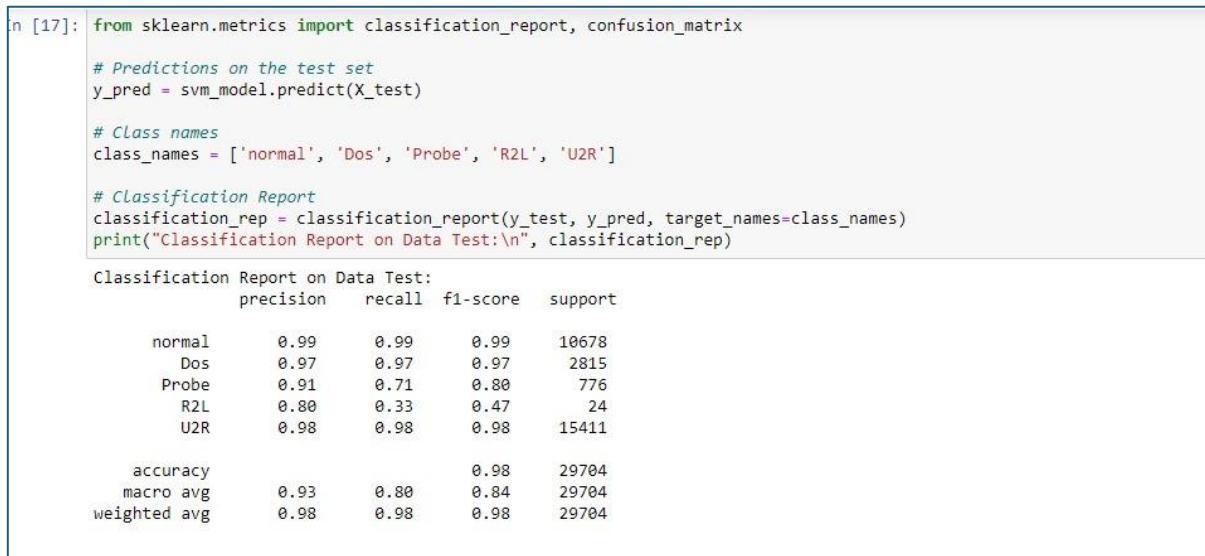 In [17]: from sklearn.metrics import classification_report, confusion_matrix
# Predictions on the test set
y_pred = svm_model.predict(X_test)
# Class names
class_names = ['normal', 'Dos', 'Probe', 'R2L', 'U2R']
# Classification Report
classification_rep = classification_report(y_test, y_pred, target_names=class_names)
print("Classification Report on Data Test:\n", classification_rep)
Classification Report on Data Test:
precision recall f1-score support
normal 0.99 0.99 0.99 10678
Dos 0.97 0.97 0.97 2815
Probe 0.91 0.71 0.80 776
R2L 0.80 0.33 0.47 24
U2R 0.98 0.98 0.98 15411
accuracy 0.98 29704
macro avg 0.93 0.80 0.84 29704
weighted avg 0.98 0.98 0.98 29704